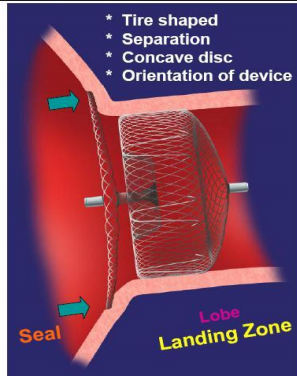 * Tire shaped
* Separation
* Concave disc
* Orientation of device
Seal
Lobe
Landing Zone